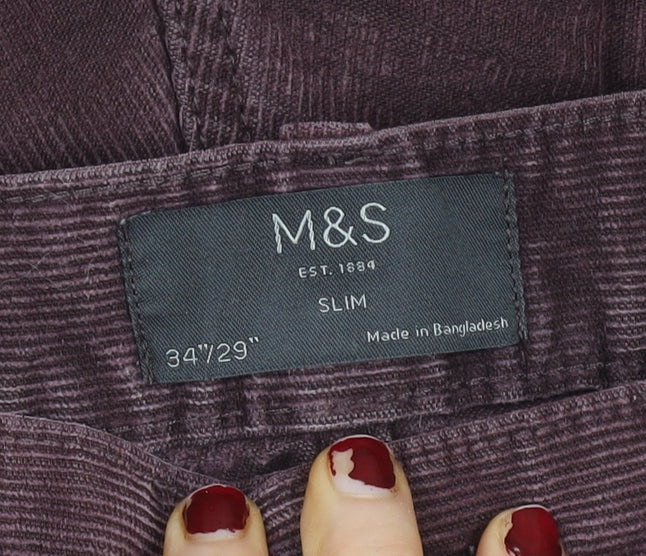 M&S
EST. 1884
SLIM
Made in Bangladesh
34"/29"